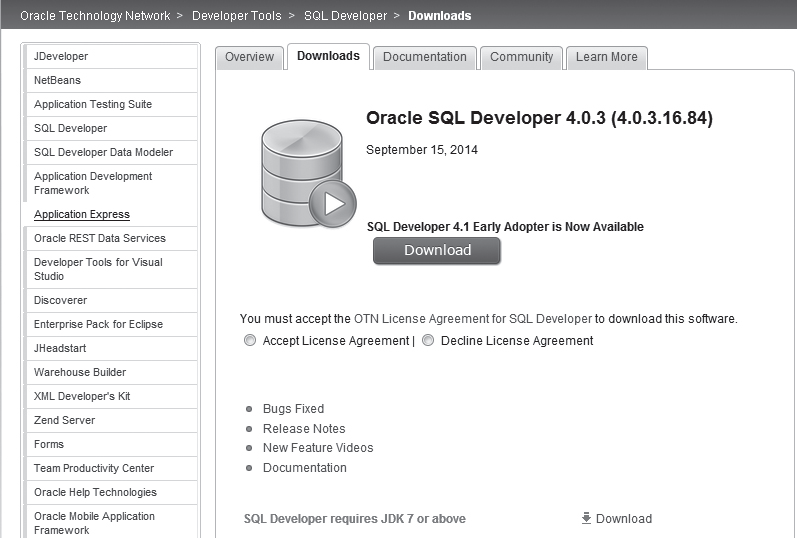 Oracle Technology Network > Developer Tools > SQL Developer > Downloads
JDeveloper
NetBeans
Application Testing Suite
SQL Developer
SQL Developer Data Modeler
Application Development
Framework
Application Express
Oracle REST Data Services
Developer Tools for Visual
Studio
Discoverer
Enterprise Pack for Eclipse
JHeadstart
Warehouse Builder
XML Developer's Kit
Zend Server
Forms
Team Productivity Center
Oracle Help Technologies
Oracle Mobile Application
Framework
Overview Downloads Documentation Community Learn More
Oracle SQL Developer 4.0.3 (4.0.3.16.84)
September 15, 2014
SQL Developer 4.1 Early Adopter is Now Available
Download
You must accept the OTN License Agreement for SQL Developer to download this software.
Accept License Agreement | Decline License Agreement
Bugs Fixed
Release Notes
New Feature Videos
Documentation
SQL Developer requires JDK 7 or above Download